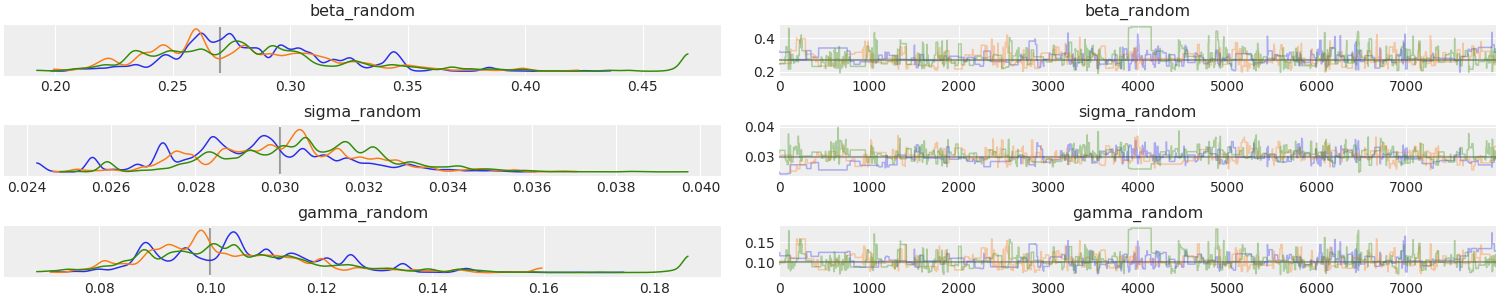 beta_random beta_random
0.4
0.2
0.20 0.25 0.30 0.35 0.40 0.45 0 1000 2000 3000 4000 5000 6000 7000
sigma_random sigma_random
0.04
0.03
0.024 0.026 0.028 0.030 0.032 0.034 0.036 0.038 0.040 0 1000 2000 3000 4000 5000 6000 7000
gamma_random gamma_random
0.15
0.10
0.08 0.10 0.12 0.14 0.16 0.18 0 1000 2000 3000 4000 5000 6000 7000